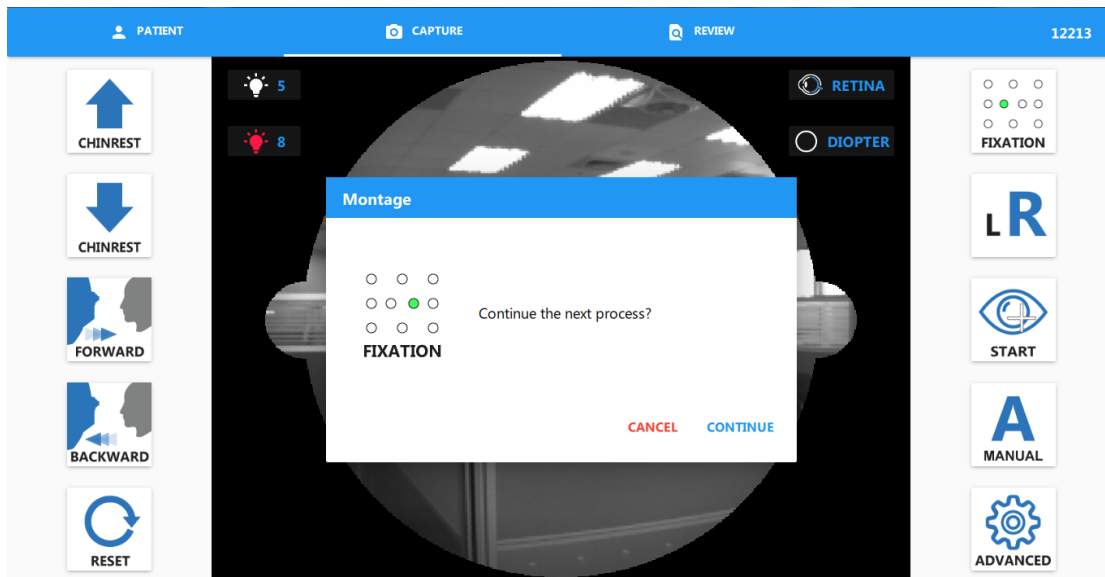 PATIENT
CAPTURE
REVIEW
12213
CHINREST
5
RETINA
FIXATION
8
DIOPTER
CHINREST
L R
Montage
FORWARD
Continue the next process?
FIXATION
START
BACKWARD
CANCEL CONTINUE
A
MANUAL
RESET
ADVANCED